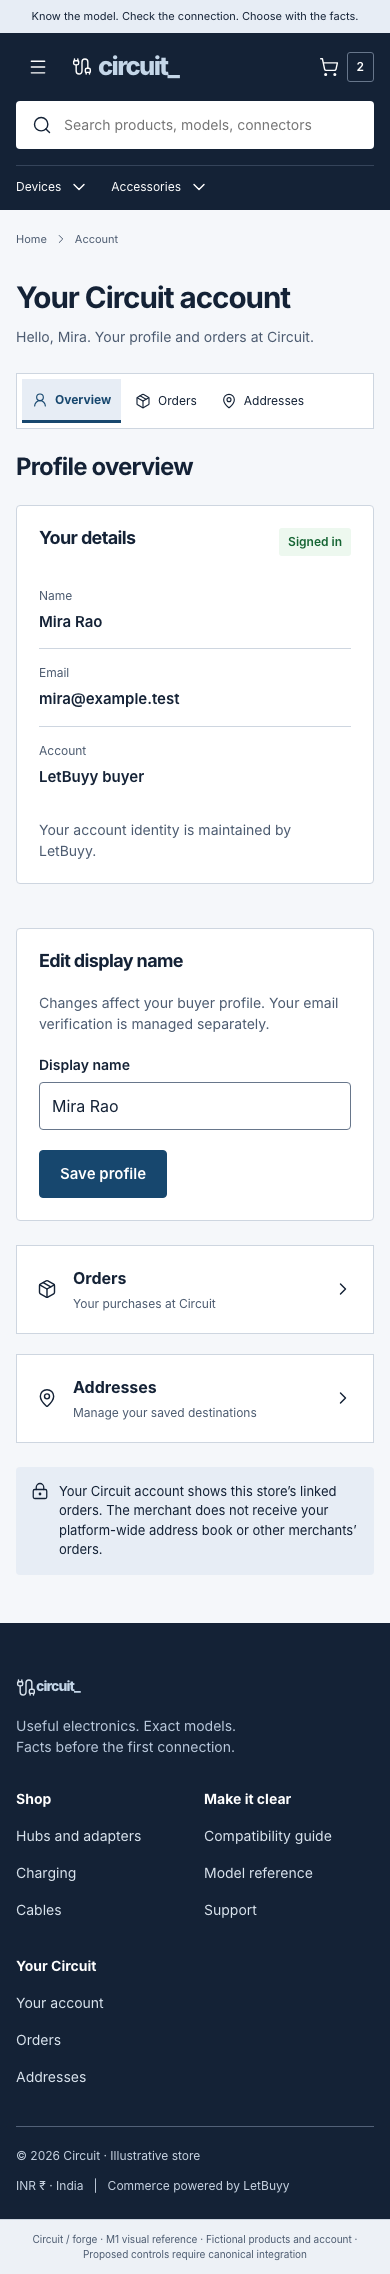 Know the model. Check the connection. Choose with the facts.
circuit_
2
Search products, models, connectors
Devices
Accessories
Home
Account
Your Circuit account
Hello, Mira. Your profile and orders at Circuit.
Overview
Orders
Addresses
Profile overview
Your details
Signed in
Name
Mira Rao
Email
mira@example.test
Account
LetBuyy buyer
Your account identity is maintained by
LetBuyy.
Edit display name
Changes affect your buyer profile. Your email
verification is managed separately.
Display name
Mira Rao
Save profile
Orders
Your purchases at Circuit
Addresses
Manage your saved destinations
Your Circuit account shows this store’s linked
orders. The merchant does not receive your
platform-wide address book or other merchants’
orders.
circuit_
Useful electronics. Exact models.
Facts before the first connection.
Shop
Hubs and adapters
Charging
Cables
Make it clear
Compatibility guide
Model reference
Support
Your Circuit
Your account
Orders
Addresses
© 2026 Circuit · Illustrative store
INR ₹ · India | Commerce powered by LetBuyy
Circuit / forge · M1 visual reference · Fictional products and account ·
Proposed controls require canonical integration